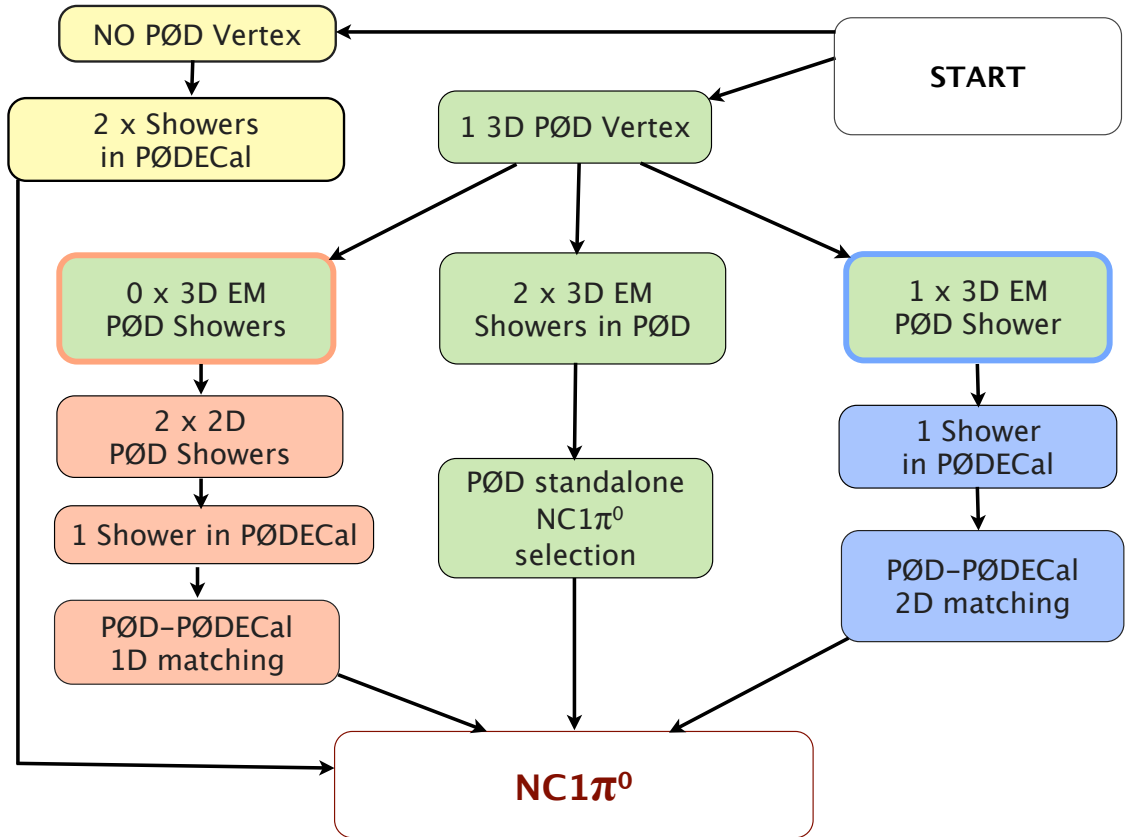 NO PØD Vertex
START
2 x Showers
in PØDECal
1 3D PØD Vertex
0 x 3D EM
PØD Showers
2 x 3D EM
Showers in PØD
1 x 3D EM
PØD Shower
2 x 2D
PØD Showers
1 Shower
in PØDECal
PØD standalone
NC1π⁰
selection
1 Shower in PØDECal
PØD–PØDECal
2D matching
PØD–PØDECal
1D matching
NC1π⁰